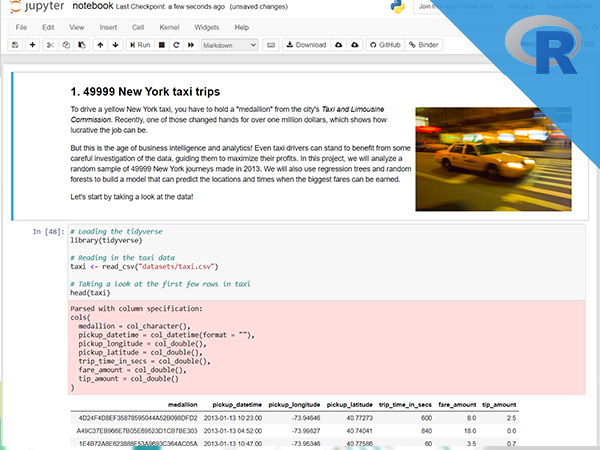 jupyter notebook Last Checkpoint: a few seconds ago (unsaved changes)
File Edit View Insert Cell Kernel Widgets Help
Run Markdown Download GitHub Binder
R
1. 49999 New York taxi trips
To drive a yellow New York taxi, you have to hold a "medallion" from the city's Taxi and Limousine
Commission. Recently, one of those changed hands for over one million dollars, which shows how
lucrative the job can be.
But this is the age of business intelligence and analytics! Even taxi drivers can stand to benefit from some
careful investigation of the data, guiding them to maximize their profits. In this project, we will analyze a
random sample of 49999 New York journeys made in 2013. We will also use regression trees and random
forests to build a model that can predict the locations and times when the biggest fares can be earned.
Let's start by taking a look at the data!
In [48]: # Loading the tidyverse
library(tidyverse)
# Reading in the taxi data
taxi <- read_csv("datasets/taxi.csv")
# Taking a look at the first few rows in taxi
head(taxi)
Parsed with column specification:
cols(
medallion = col_character(),
pickup_datetime = col_datetime(format = ""),
pickup_longitude = col_double(),
pickup_latitude = col_double(),
trip_time_in_secs = col_double(),
fare_amount = col_double(),
tip_amount = col_double()
)
medallion pickup_datetime pickup_longitude pickup_latitude trip_time_in_secs fare_amount tip_amount
4D24F4D8EF35878595044A52B098DFD2 2013-01-13 10:23:00 -73.94646 40.77273 600 8.0 2.5
A49C37EB966E7B05E69523D1CB7BE303 2013-01-13 04:52:00 -73.99827 40.74041 840 18.0 0.0
1E4B72A8E623888F53A9693C364AC05A 2013-01-13 10:47:00 -73.95346 40.77586 60 3.5 0.7